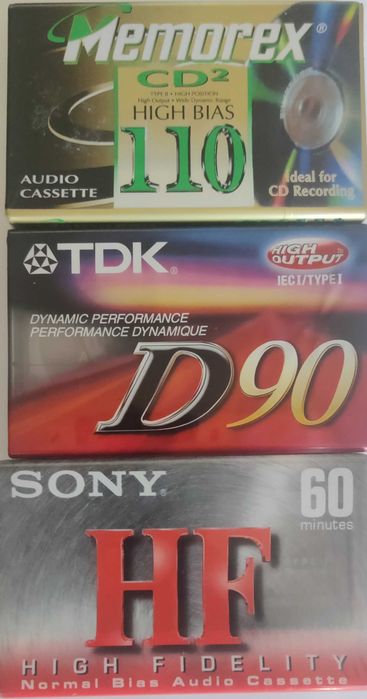 Memorex®
CD²
TYPE II • HIGH POSITION
High Output • Wide Dynamic Range
HIGH BIAS
110
AUDIO
CASSETTE
Ideal for
CD Recording
TDK®
HIGH
OUTPUT
IECI/TYPE I
DYNAMIC PERFORMANCE
PERFORMANCE DYNAMIQUE
D90
SONY®
60
minutes
HF
HIGH FIDELITY
Normal Bias Audio Cassette